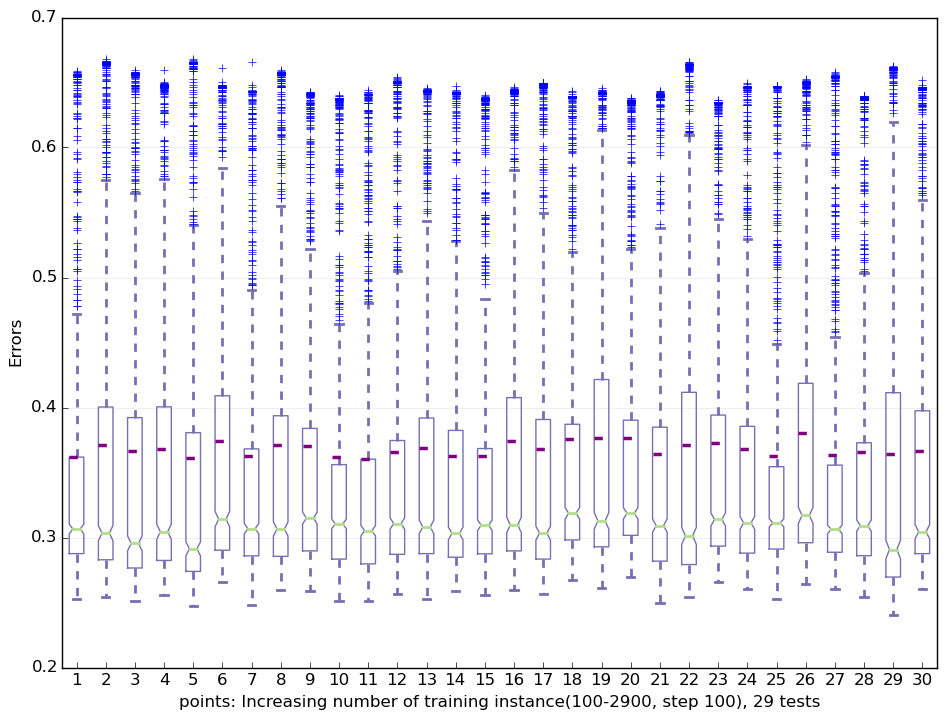 0.7
0.6
0.5
0.4
0.3
0.2
Errors
1 2 3 4 5 6 7 8 9 10 11 12 13 14 15 16 17 18 19 20 21 22 23 24 25 26 27 28 29 30
points: Increasing number of training instance(100-2900, step 100), 29 tests